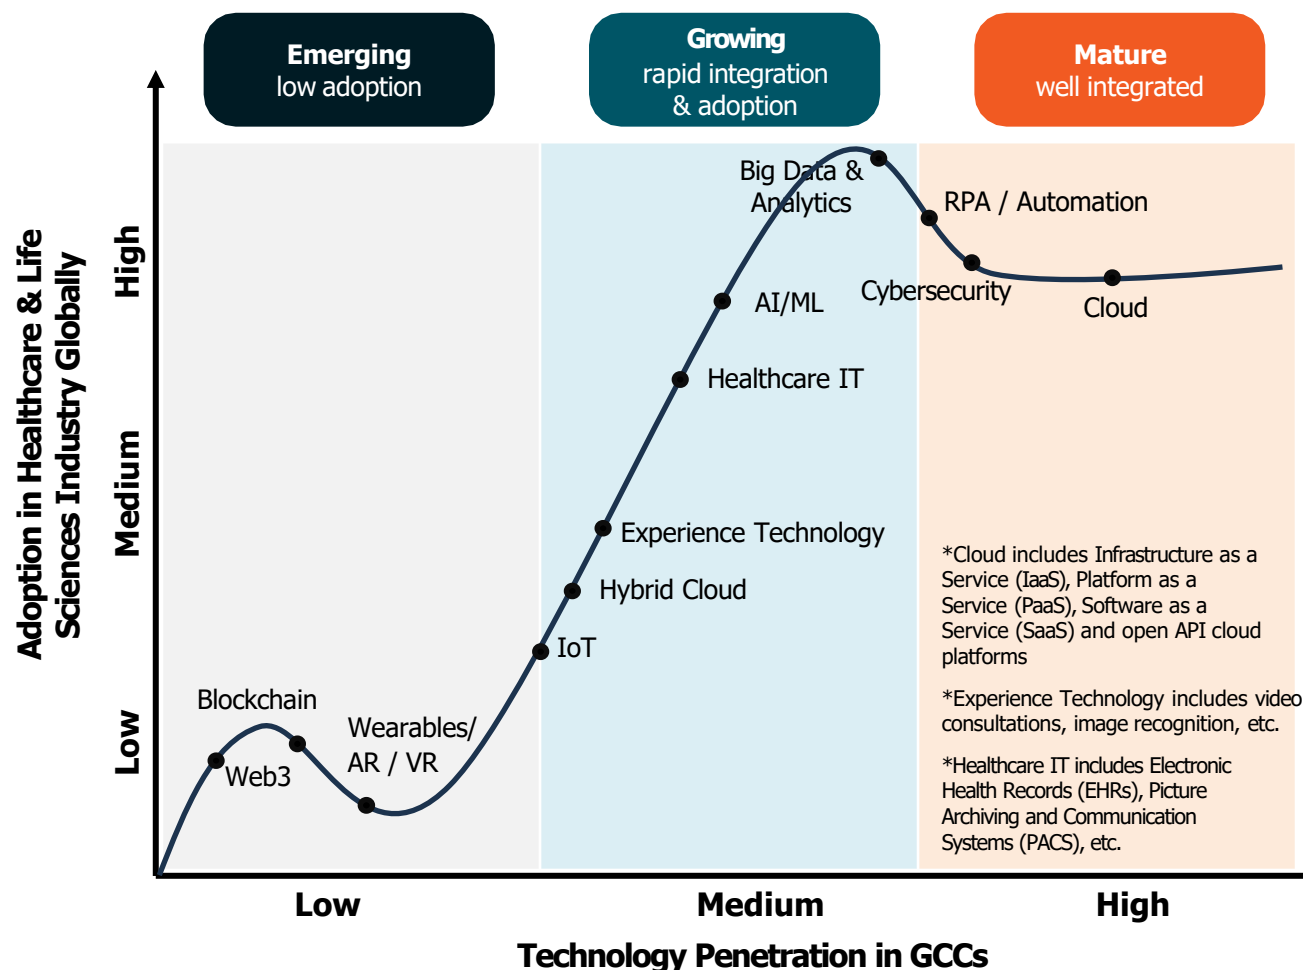 Emerging
low adoption
Growing
rapid integration
& adoption
Mature
well integrated
Adoption in Healthcare & Life
Sciences Industry Globally
High
Medium
Low
Big Data &
Analytics
RPA / Automation
Cybersecurity
Cloud
AI/ML
Healthcare IT
Experience Technology
Hybrid Cloud
IoT
Blockchain
Web3
Wearables/
AR / VR
*Cloud includes Infrastructure as a
Service (IaaS), Platform as a
Service (PaaS), Software as a
Service (SaaS) and open API cloud
platforms
*Experience Technology includes video
consultations, image recognition, etc.
*Healthcare IT includes Electronic
Health Records (EHRs), Picture
Archiving and Communication
Systems (PACS), etc.
Low
Medium
High
Technology Penetration in GCCs